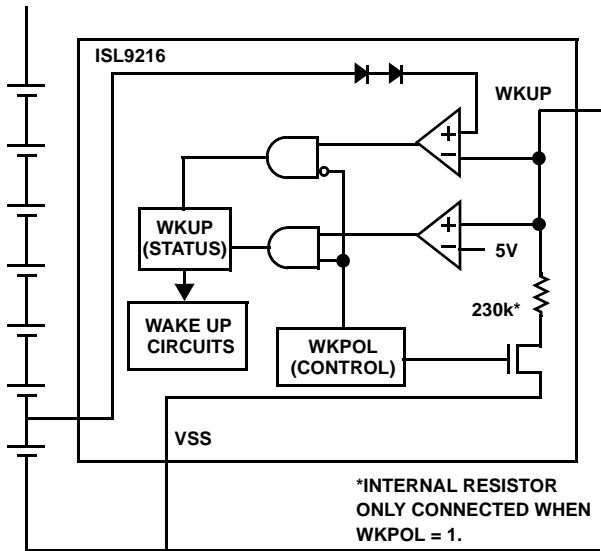 ISL9216
WKUP
+
−
WKUP
(STATUS)
+
−
5V
230k*
WAKE UP
CIRCUITS
WKPOL
(CONTROL)
VSS
*INTERNAL RESISTOR
ONLY CONNECTED WHEN
WKPOL = 1.